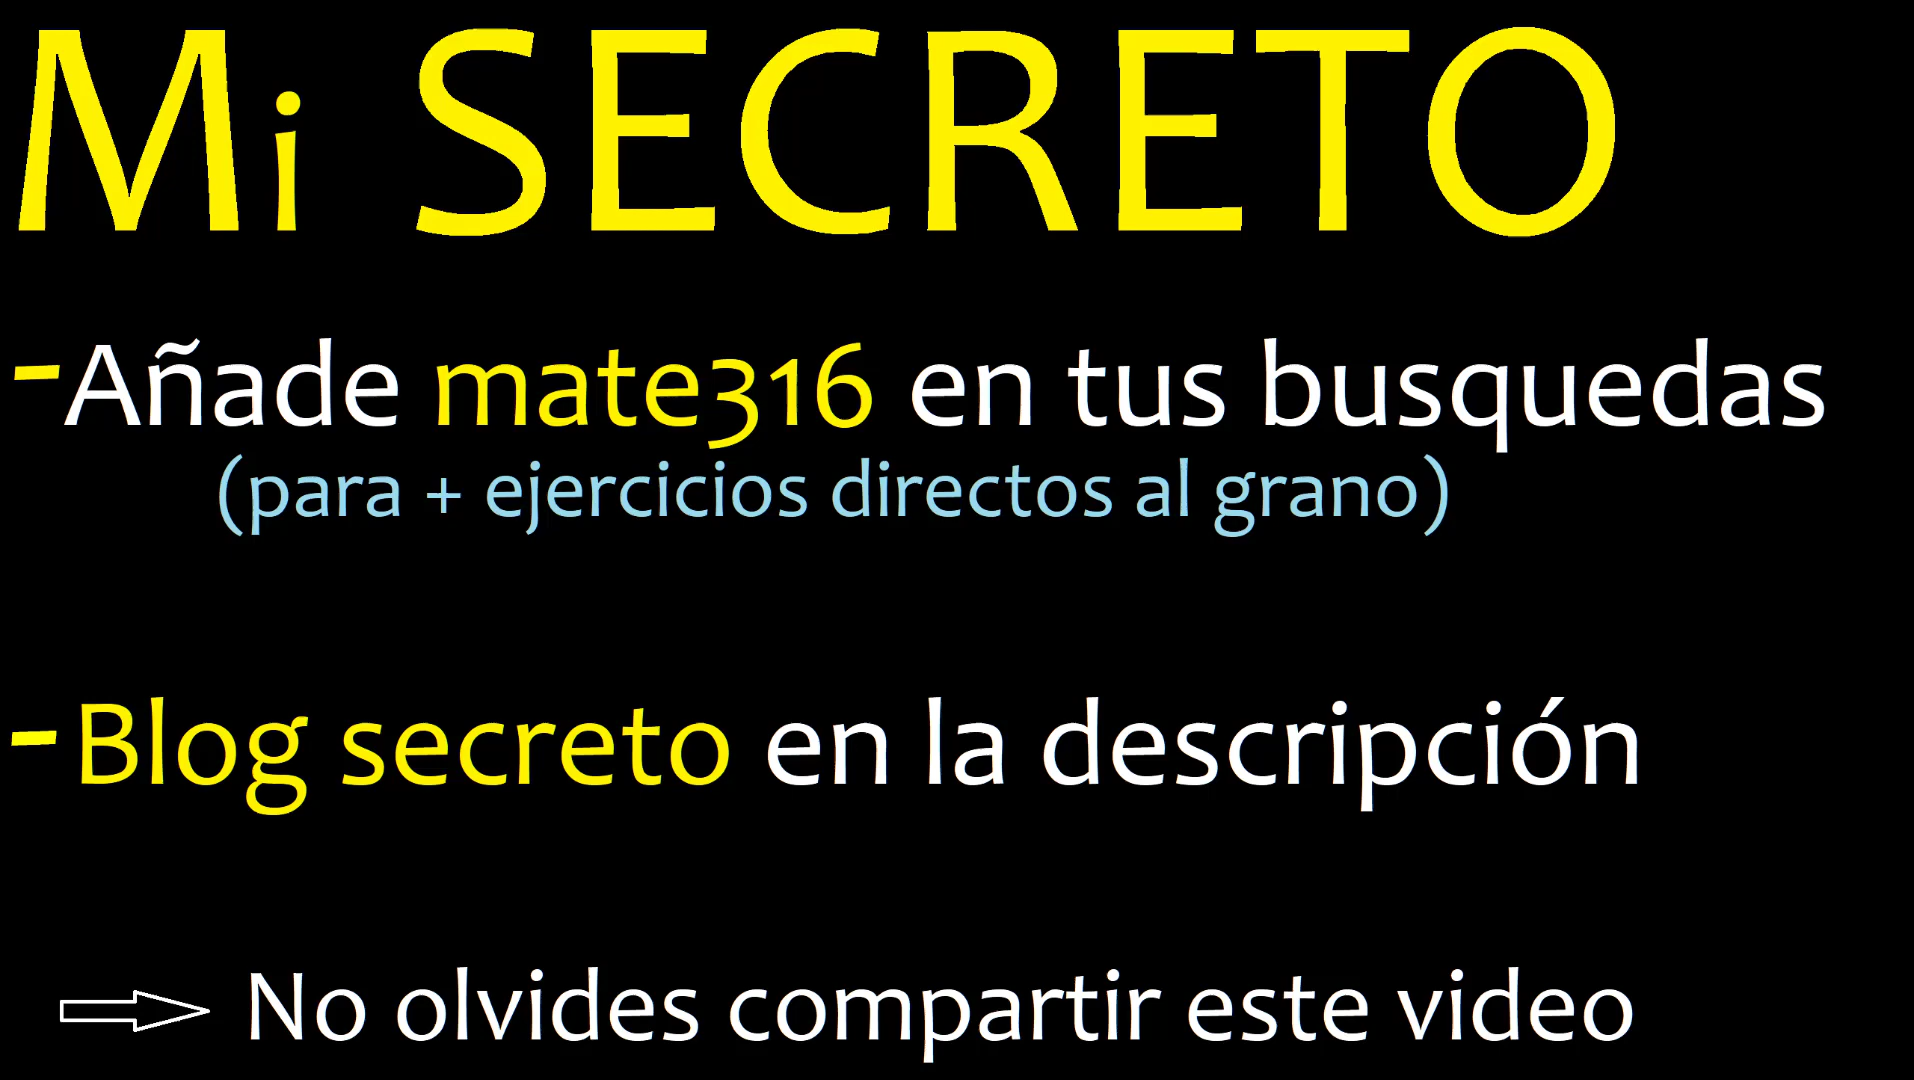 Mi SECRETO
-Añade mate316 en tus busquedas
(para + ejercicios directos al grano)
-Blog secreto en la descripción
No olvides compartir este video